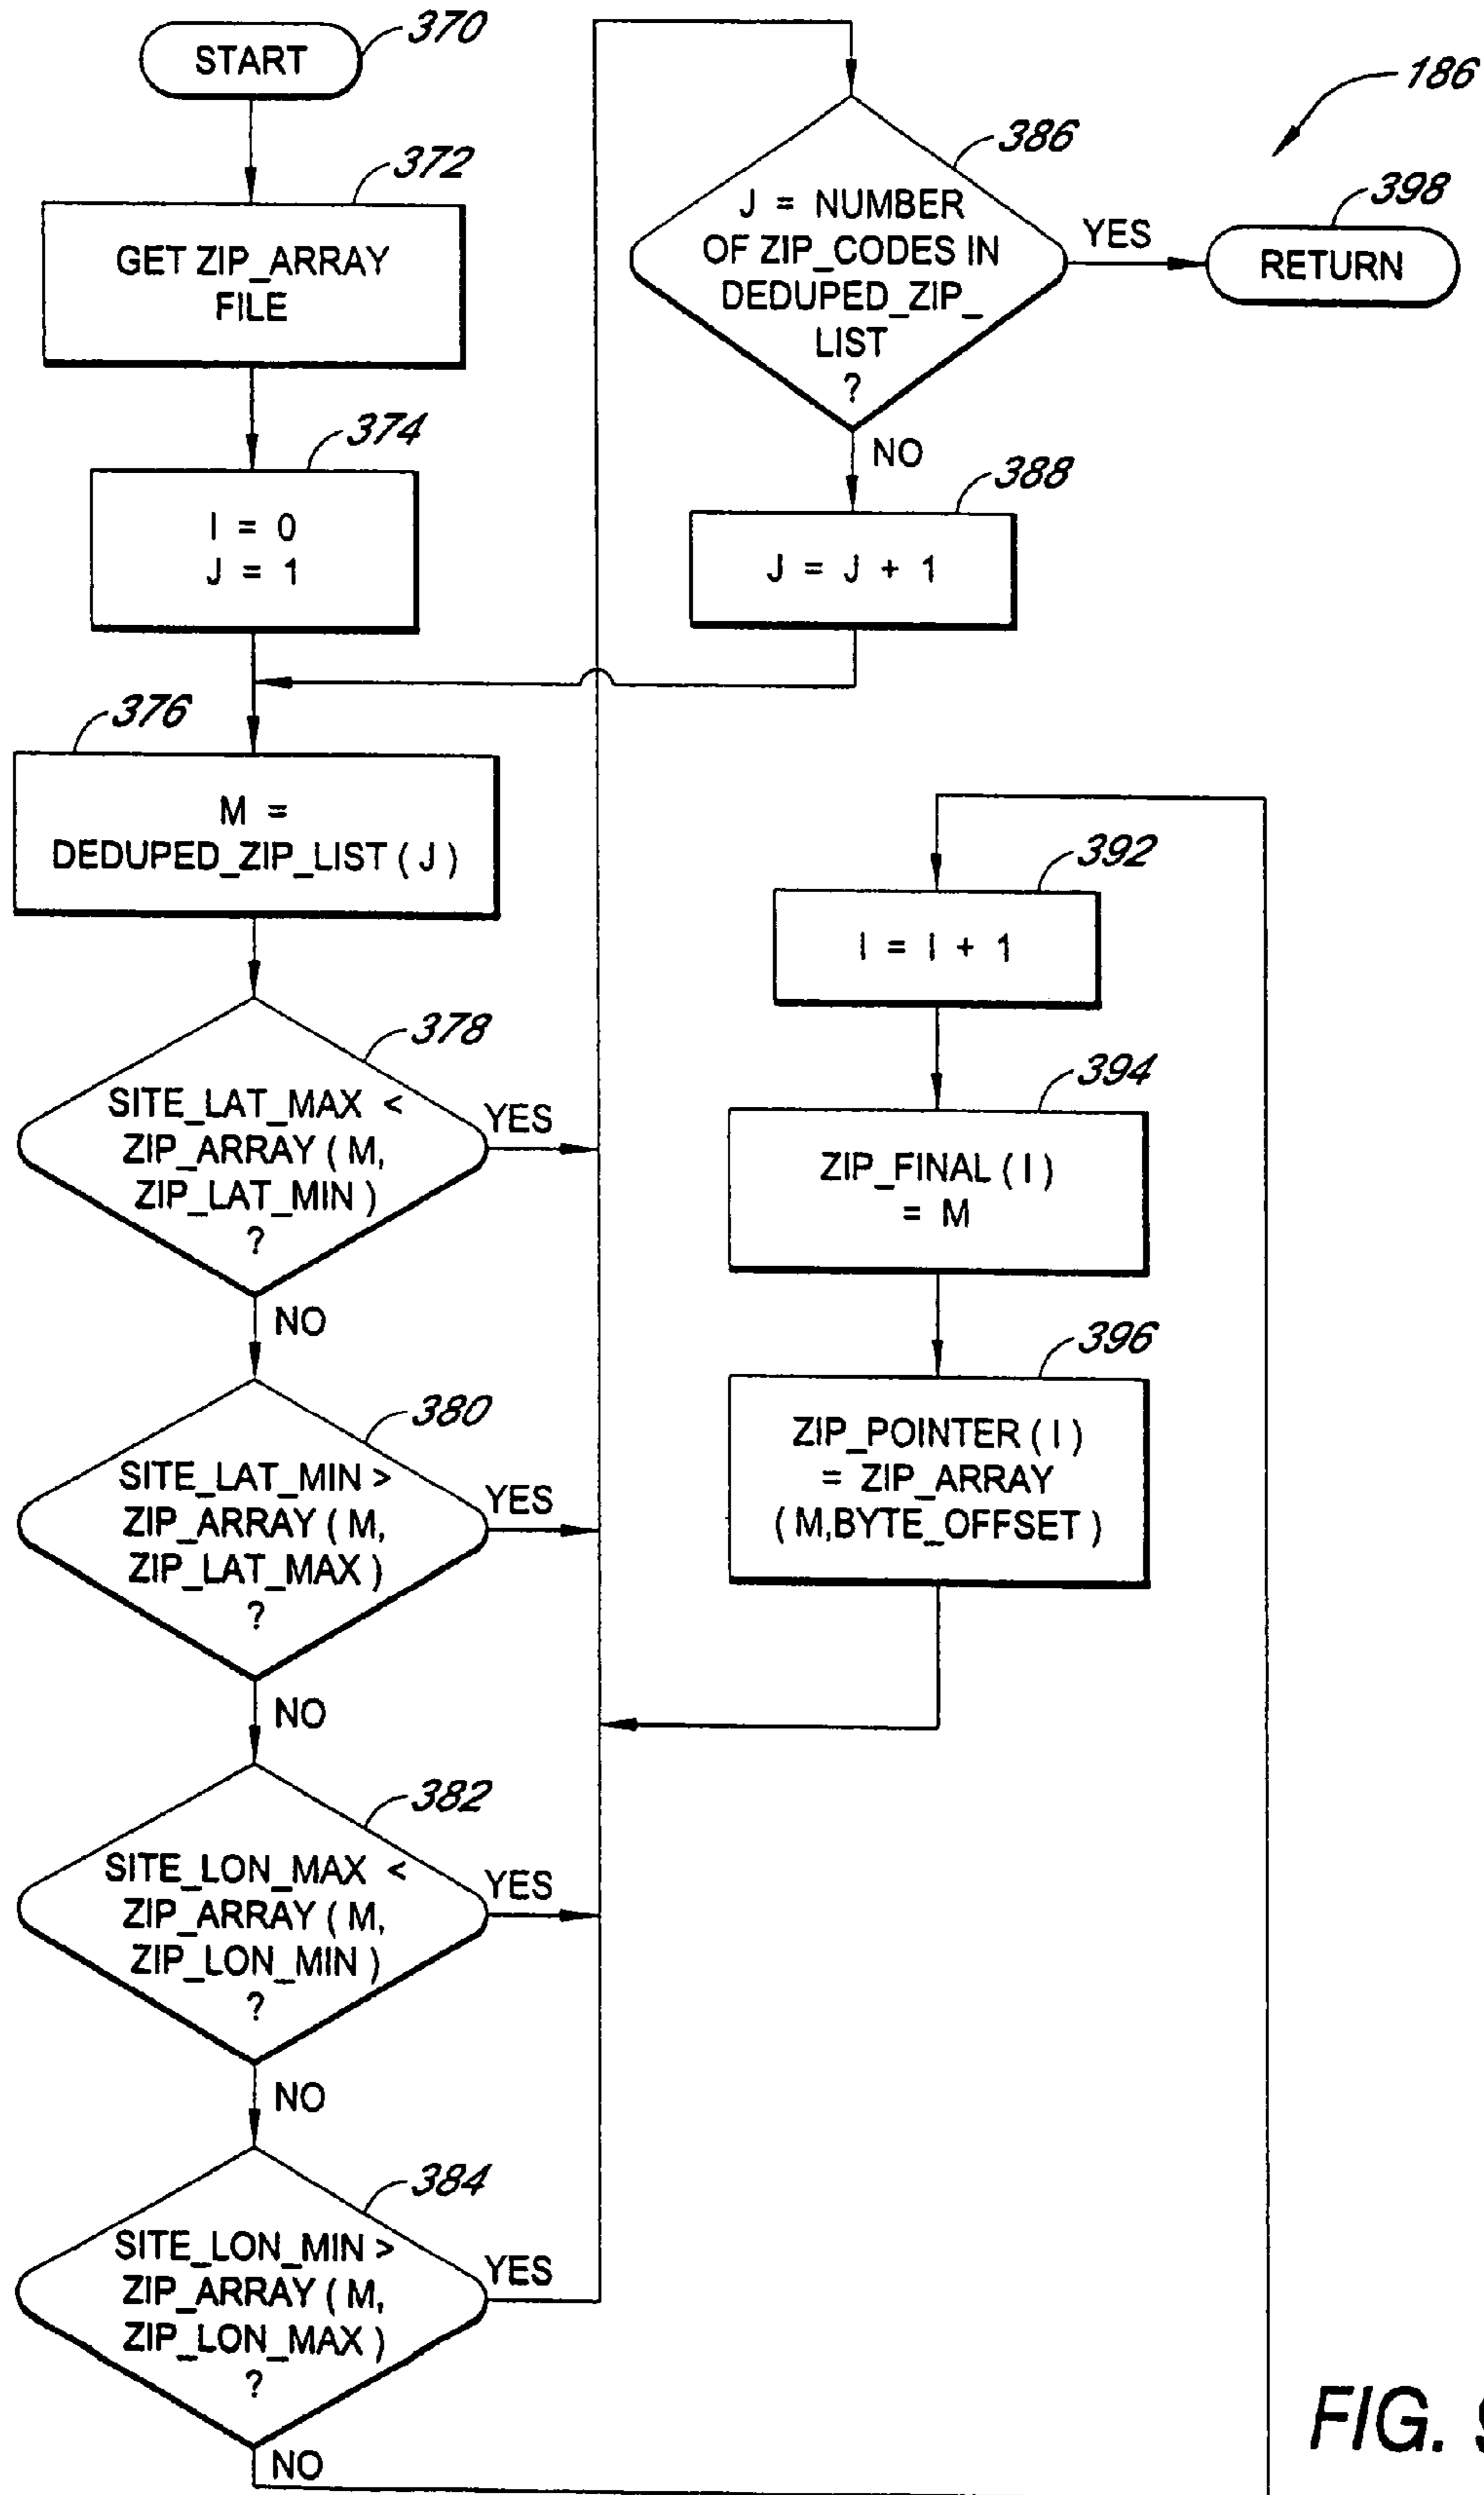 START
370
372
GET ZIP_ARRAY
FILE
374
I = 0
J = 1
376
M =
DEDUPED_ZIP_LIST ( J )
378
SITE_LAT_MAX <
ZIP_ARRAY ( M,
ZIP_LAT_MIN )
?
YES
NO
380
SITE_LAT_MIN >
ZIP_ARRAY ( M,
ZIP_LAT_MAX )
?
YES
NO
382
SITE_LON_MAX <
ZIP_ARRAY ( M,
ZIP_LON_MIN )
?
YES
NO
384
SITE_LON_MIN >
ZIP_ARRAY ( M,
ZIP_LON_MAX )
?
YES
NO
386
J = NUMBER
OF ZIP_CODES IN
DEDUPED_ZIP_
LIST
?
YES
NO
388
J = J + 1
392
I = I + 1
394
ZIP_FINAL ( I )
= M
396
ZIP_POINTER ( I )
= ZIP_ARRAY
( M,BYTE_OFFSET )
186
398
RETURN
FIG.